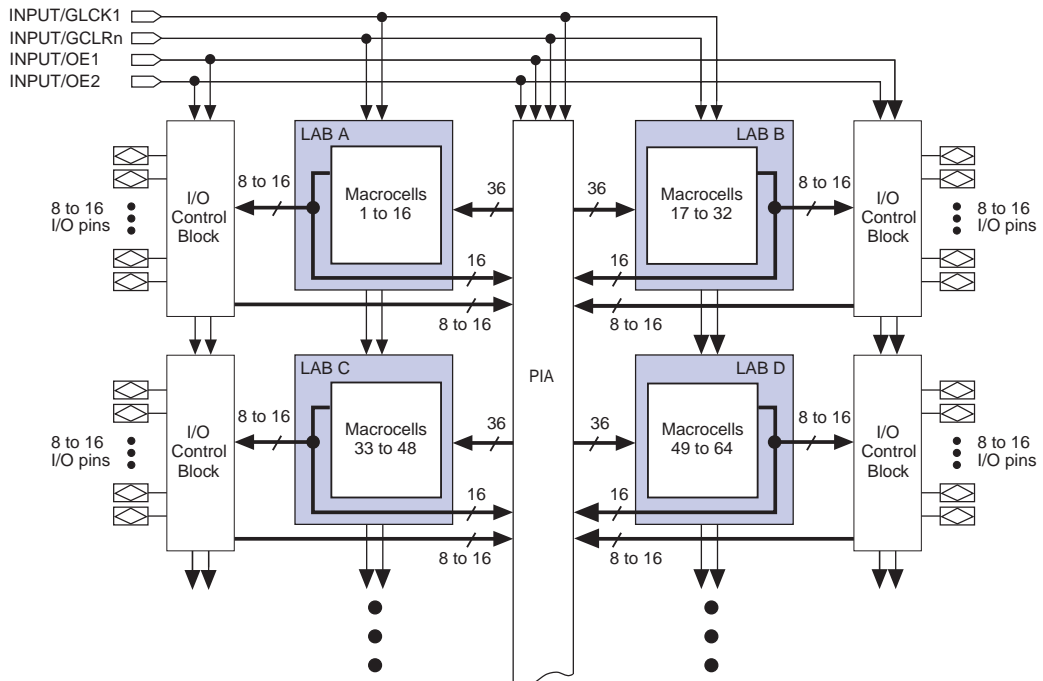 INPUT/GLCK1
INPUT/GCLRn
INPUT/OE1
INPUT/OE2
LAB A
LAB B
8 to 16
I/O pins
I/O
Control
Block
8 to 16
Macrocells
1 to 16
36
36
Macrocells
17 to 32
8 to 16
I/O
Control
Block
8 to 16
I/O pins
16
16
8 to 16
8 to 16
PIA
LAB C
LAB D
8 to 16
I/O pins
I/O
Control
Block
8 to 16
Macrocells
33 to 48
36
36
Macrocells
49 to 64
8 to 16
I/O
Control
Block
8 to 16
I/O pins
16
16
8 to 16
8 to 16